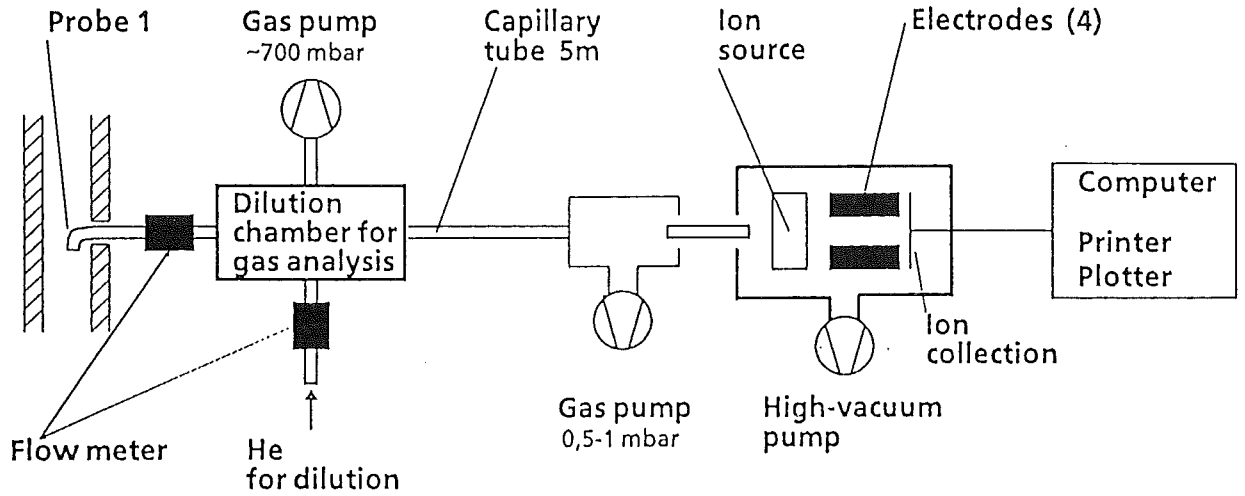 Probe 1
Gas pump
~700 mbar
Capillary
tube 5m
Ion
source
Electrodes (4)
Dilution
chamber for
gas analysis
Computer
Printer
Plotter
Ion
collection
Gas pump
0,5-1 mbar
High-vacuum
pump
Flow meter
He
for dilution